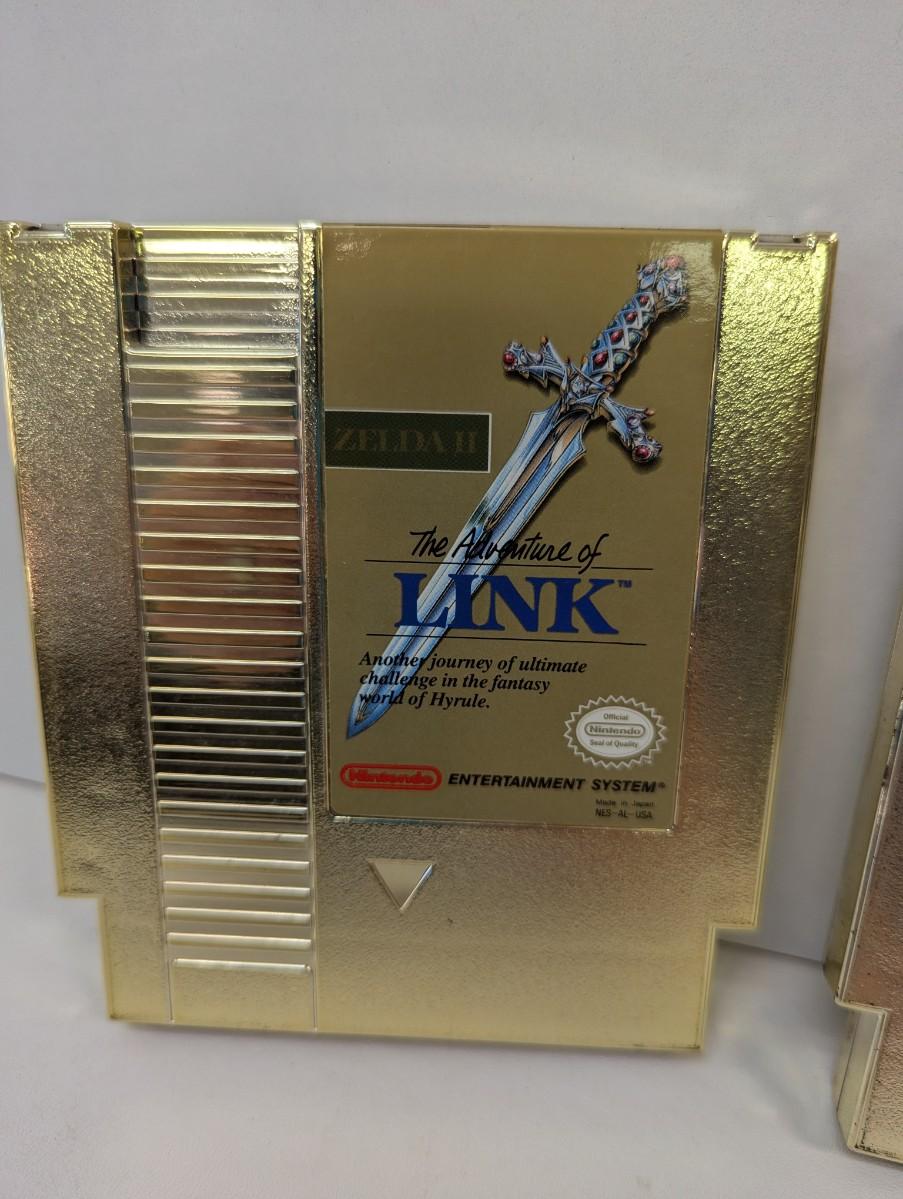 ZELDA II
The Adventure of
LINK™
Another journey of ultimate
challenge in the fantasy
world of Hyrule.
Official
Nintendo
Seal of Quality
Nintendo ENTERTAINMENT SYSTEM®
Made in Japan
NES-AL-USA